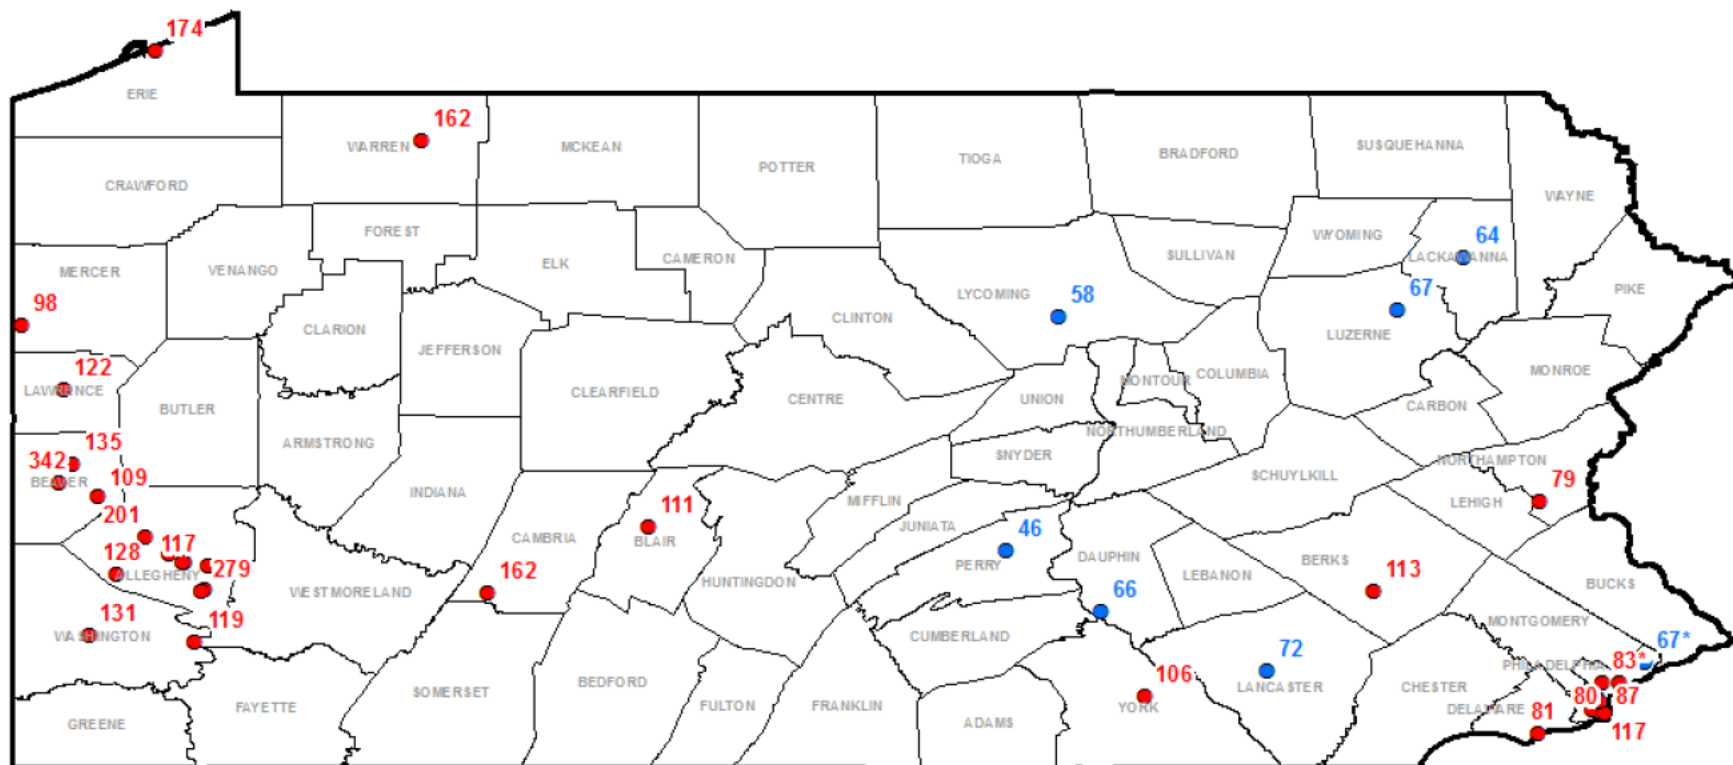 174
ERIE
162
WARREN
MCKEAN
POTTER
TIOGA
BRADFORD
SUSQUEHANNA
CRAWFORD
WAYNE
FOREST
WYOMING
64
LACKAWANNA
MERCER
VENANGO
ELK
CAMERON
SULLIVAN
98
LYCOMING
58
67
PIKE
CLARION
CLINTON
LUZERNE
JEFFERSON
122
LAWRENCE
CLEARFIELD
CENTRE
UNION
MONTOUR
COLUMBIA
MONROE
BUTLER
CARBON
135
ARMSTRONG
NORTHUMBERLAND
342
BEAVER
109
SNYDER
NORTHAMPTON
INDIANA
MIFFLIN
SCHUYLKILL
LEHIGH
79
201
111
JUNIATA
46
CAMBRIA
BLAIR
128
117
ALLEGHENY
279
PERRY
DAUPHIN
BERKS
162
HUNTINGDON
LEBANON
113
BUCKS
WESTMORELAND
66
131
WASHINGTON
119
CUMBERLAND
MONTGOMERY
72
67*
SOMERSET
BEDFORD
106
LANCASTER
CHESTER
PHILADELPHIA
83*
GREENE
FAYETTE
FULTON
FRANKLIN
ADAMS
YORK
DELAWARE
81
80
87
117